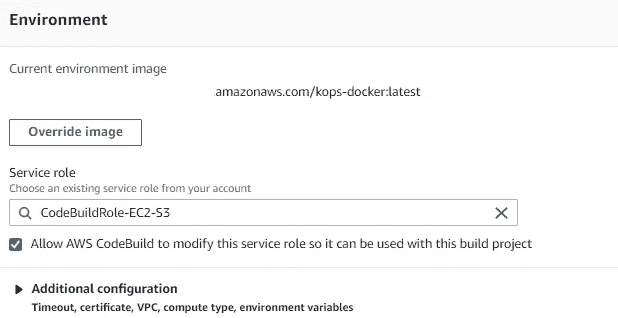 Environment
Current environment image
.amazonaws.com/kops-docker:latest
Override image
Service role
Choose an existing service role from your account
CodeBuildRole-EC2-S3
Allow AWS CodeBuild to modify this service role so it can be used with this build project
Additional configuration
Timeout, certificate, VPC, compute type, environment variables